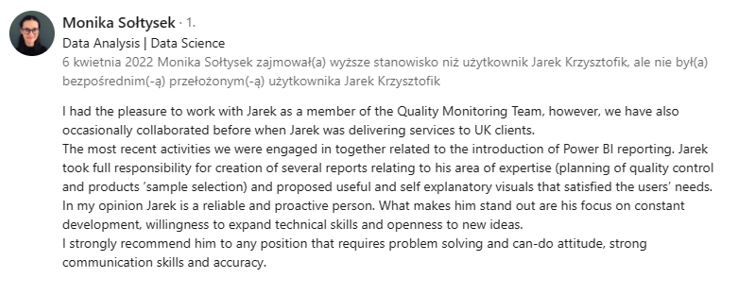 Monika Sołtysek · 1.
Data Analysis | Data Science
6 kwietnia 2022 Monika Sołtysek zajmował(a) wyższe stanowisko niż użytkownik Jarek Krzysztofik, ale nie był(a)
bezpośrednim(-ą) przełożonym(-ą) użytkownika Jarek Krzysztofik
I had the pleasure to work with Jarek as a member of the Quality Monitoring Team, however, we have also
occasionally collaborated before when Jarek was delivering services to UK clients.
The most recent activities we were engaged in together related to the introduction of Power BI reporting. Jarek
took full responsibility for creation of several reports relating to his area of expertise (planning of quality control
and products ‘sample selection) and proposed useful and self explanatory visuals that satisfied the users’ needs.
In my opinion Jarek is a reliable and proactive person. What makes him stand out are his focus on constant
development, willingness to expand technical skills and openness to new ideas.
I strongly recommend him to any position that requires problem solving and can-do attitude, strong
communication skills and accuracy.